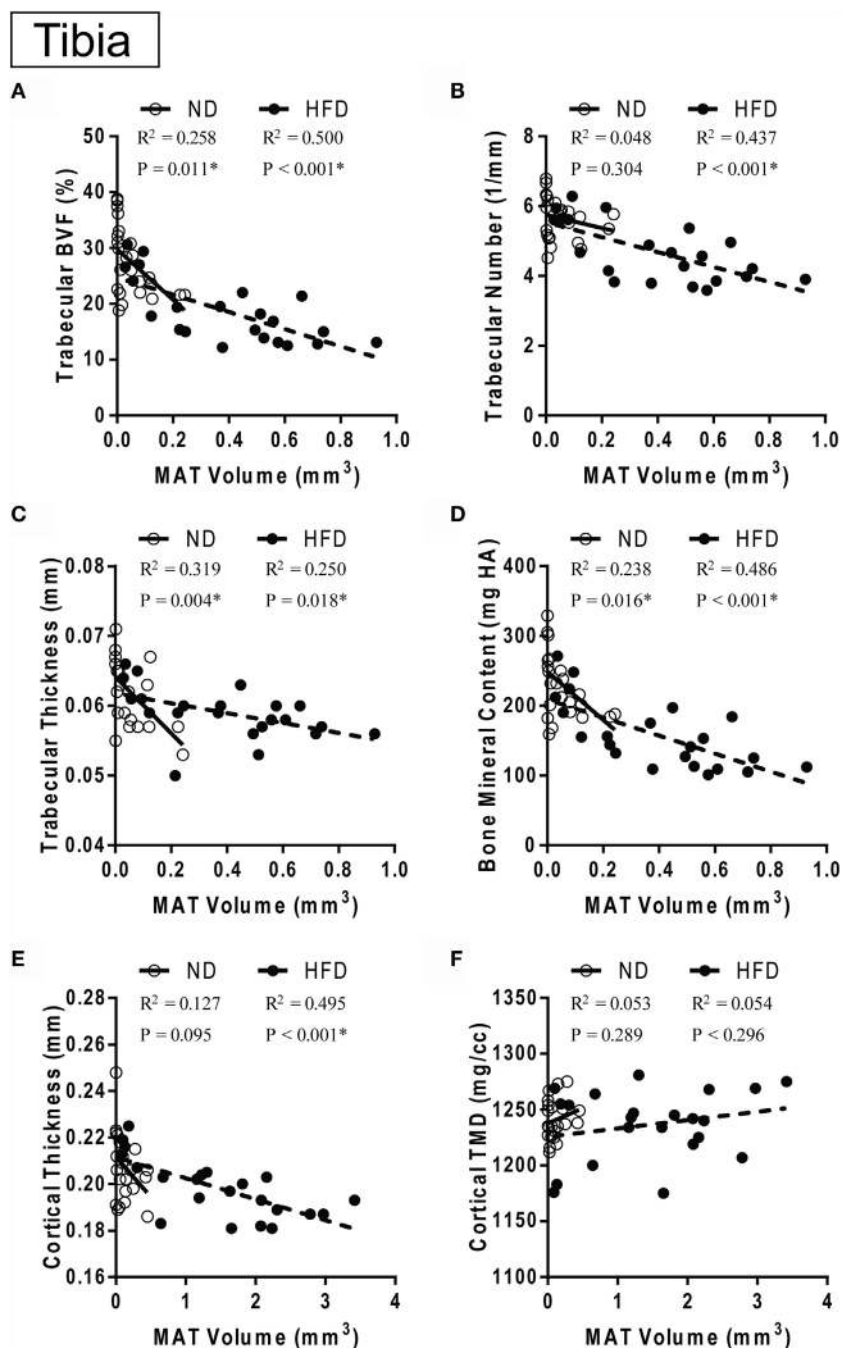 Tibia
A
ND HFD
R² = 0.258 R² = 0.500
P = 0.011* P < 0.001*
Trabecular BVF (%)
50
40
30
20
10
0
0.0 0.2 0.4 0.6 0.8 1.0
MAT Volume (mm³)
B
ND HFD
R² = 0.048 R² = 0.437
P = 0.304 P < 0.001*
Trabecular Number (1/mm)
8
6
4
2
0
0.0 0.2 0.4 0.6 0.8 1.0
MAT Volume (mm³)
C
ND HFD
R² = 0.319 R² = 0.250
P = 0.004* P = 0.018*
Trabecular Thickness (mm)
0.08
0.07
0.06
0.05
0.04
0.0 0.2 0.4 0.6 0.8 1.0
MAT Volume (mm³)
D
ND HFD
R² = 0.238 R² = 0.486
P = 0.016* P < 0.001*
Bone Mineral Content (mg HA)
400
300
200
100
0
0.0 0.2 0.4 0.6 0.8 1.0
MAT Volume (mm³)
E
ND HFD
R² = 0.127 R² = 0.495
P = 0.095 P < 0.001*
Cortical Thickness (mm)
0.28
0.26
0.24
0.22
0.20
0.18
0.16
0 1 2 3 4
MAT Volume (mm³)
F
ND HFD
R² = 0.053 R² = 0.054
P = 0.289 P < 0.296
Cortical TMD (mg/cc)
1350
1300
1250
1200
1150
1100
0 1 2 3 4
MAT Volume (mm³)